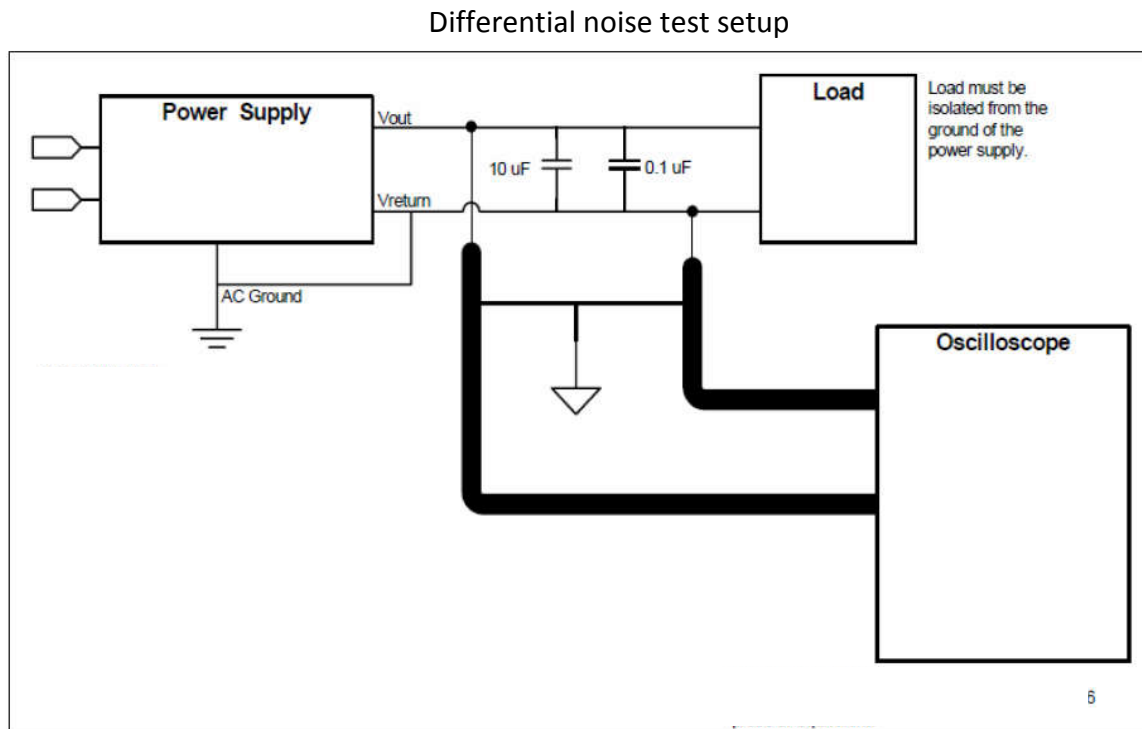 Differential noise test setup
Power Supply
Vout
Vreturn
AC Ground
10 uF
0.1 uF
Load
Load must be
isolated from the
ground of the
power supply.
Oscilloscope
6